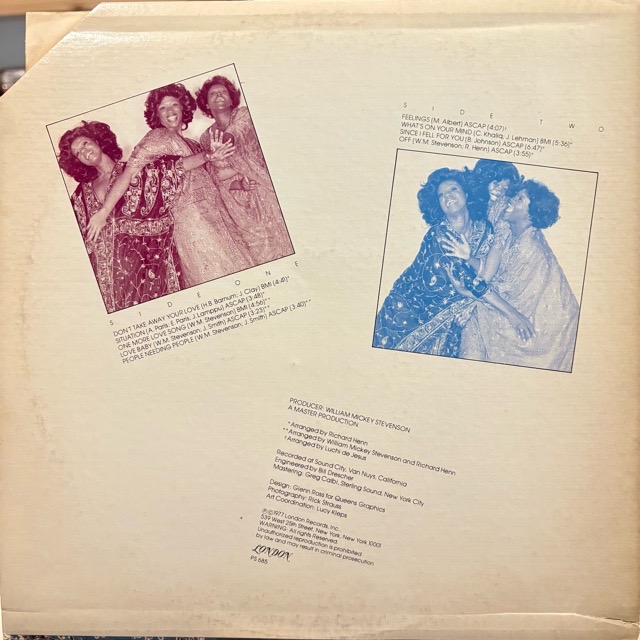 SIDE ONE
DON'T TAKE AWAY YOUR LOVE (H.B. Barnum; J. Clay) BMI (4:41)*
SITUATION (A. Paris, E. Paris, J. Lamppu) ASCAP (3:48)*
ONE MORE LOVE SONG (W.M. Stevenson) BMI (4:56)**
LOVE BABY (W.M. Stevenson, J. Smith) ASCAP (3:23)**
PEOPLE NEEDING PEOPLE (W.M. Stevenson, J. Smith) ASCAP (3:40)**
SIDE TWO
FEELINGS (M. Albert) ASCAP (4:07)†
WHAT'S ON YOUR MIND (C. Khaliq, J. Lehman) BMI (5:36)*
SINCE I FELL FOR YOU (B. Johnson) ASCAP (6:47)*
OFF (W.M. Stevenson; R. Henn) ASCAP (3:55)*
PRODUCER: WILLIAM MICKEY STEVENSON
A MASTER PRODUCTION
*Arranged by Richard Henn
**Arranged by William Mickey Stevenson and Richard Henn
†Arranged by Luchi de Jesus
Recorded at Sound City, Van Nuys, California
Engineered by Bill Drescher
Mastering: Greg Calbi, Sterling Sound, New York City
Design: Glenn Ross for Queens Graphics
Photography: Rick Strauss
Art Coordination: Lucy Kleps
℗©1977 London Records, Inc.
539 West 25th Street, New York, New York 10001
WARNING: All rights Reserved.
Unauthorized reproduction is prohibited
by law and may result in criminal prosecution
LONDON
PS 685